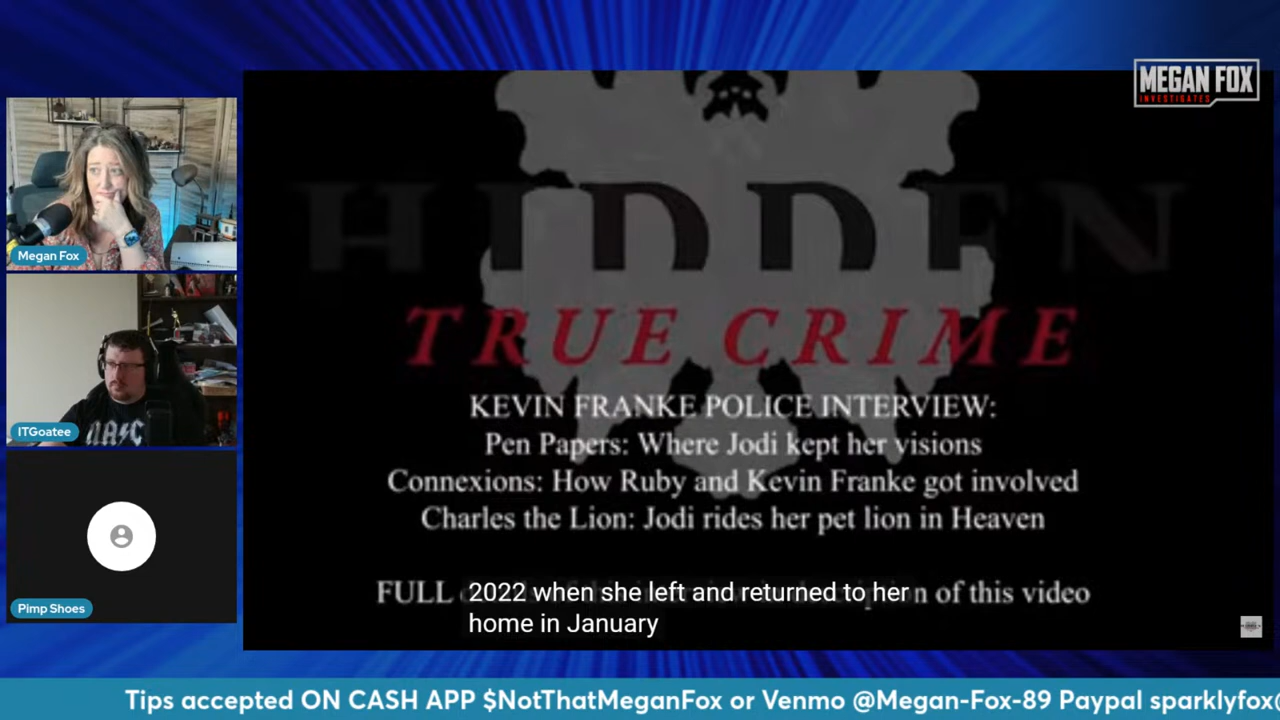 MEGAN FOX
INVESTIGATES
Megan Fox
ITGoatee
Pimp Shoes
HIDDEN
TRUE CRIME
KEVIN FRANKE POLICE INTERVIEW:
Pen Papers: Where Jodi kept her visions
Connexions: How Ruby and Kevin Franke got involved
Charles the Lion: Jodi rides her pet lion in Heaven
FULL of this video
2022 when she left and returned to her
home in January
Tips accepted ON CASH APP $NotThatMeganFox or Venmo @Megan-Fox-89 Paypal sparklyfox